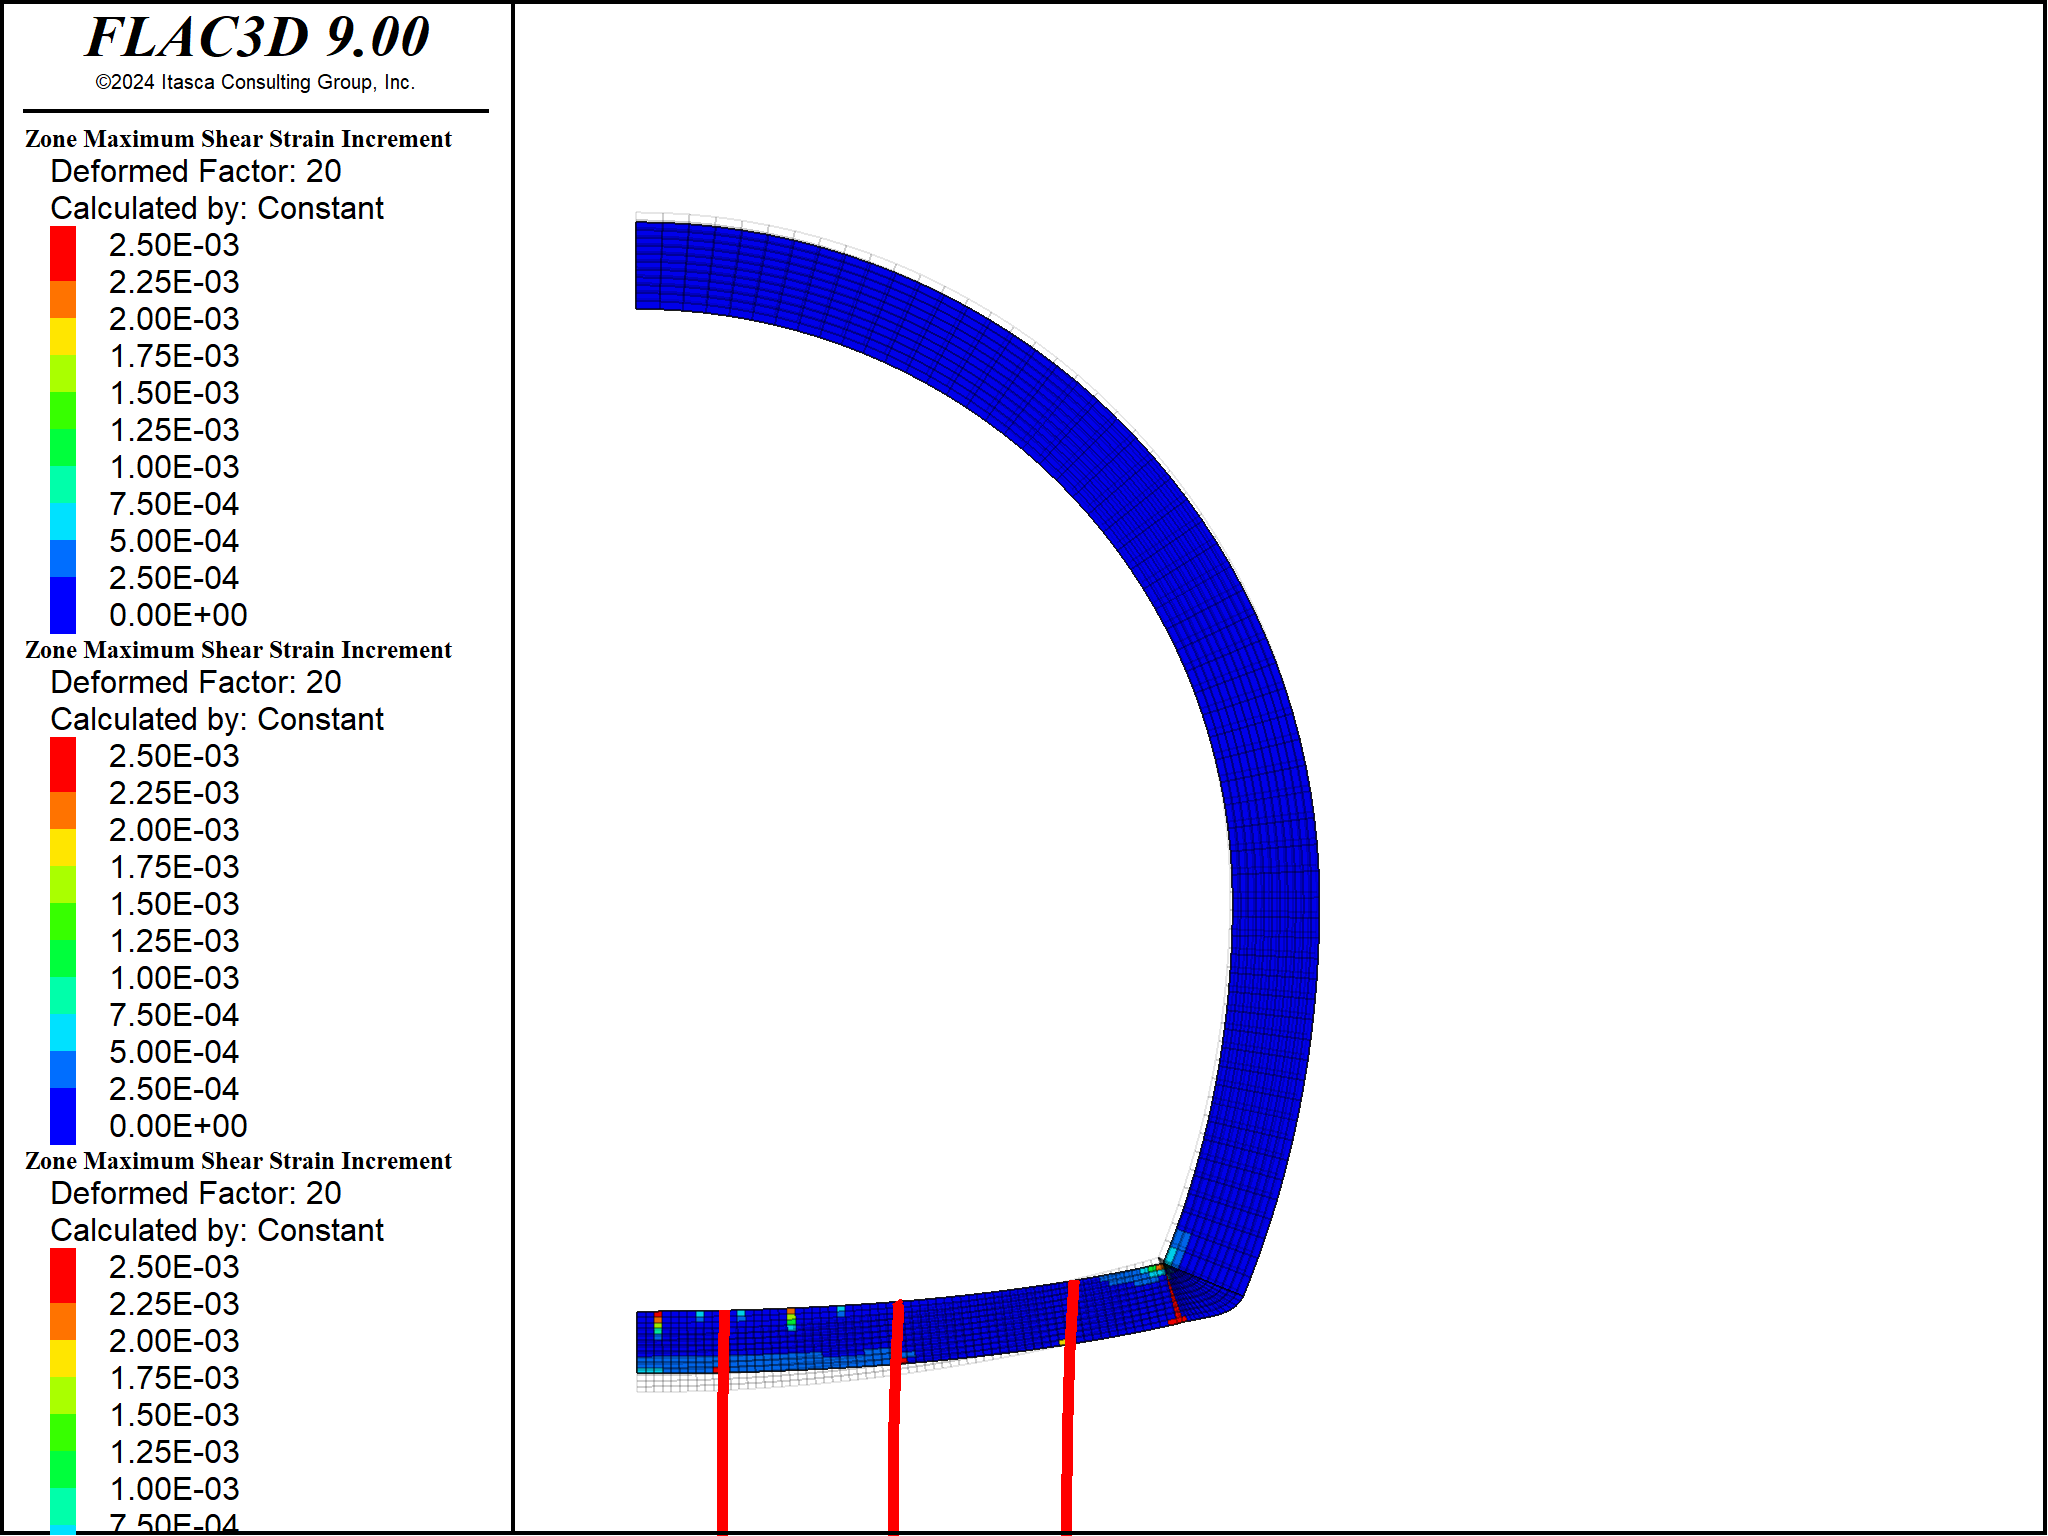 FLAC3D 9.00
©2024 Itasca Consulting Group, Inc.
Zone Maximum Shear Strain Increment
Deformed Factor: 20
Calculated by: Constant
2.50E-03
2.25E-03
2.00E-03
1.75E-03
1.50E-03
1.25E-03
1.00E-03
7.50E-04
5.00E-04
2.50E-04
0.00E+00
Zone Maximum Shear Strain Increment
Deformed Factor: 20
Calculated by: Constant
2.50E-03
2.25E-03
2.00E-03
1.75E-03
1.50E-03
1.25E-03
1.00E-03
7.50E-04
5.00E-04
2.50E-04
0.00E+00
Zone Maximum Shear Strain Increment
Deformed Factor: 20
Calculated by: Constant
2.50E-03
2.25E-03
2.00E-03
1.75E-03
1.50E-03
1.25E-03
1.00E-03
7.50E-04